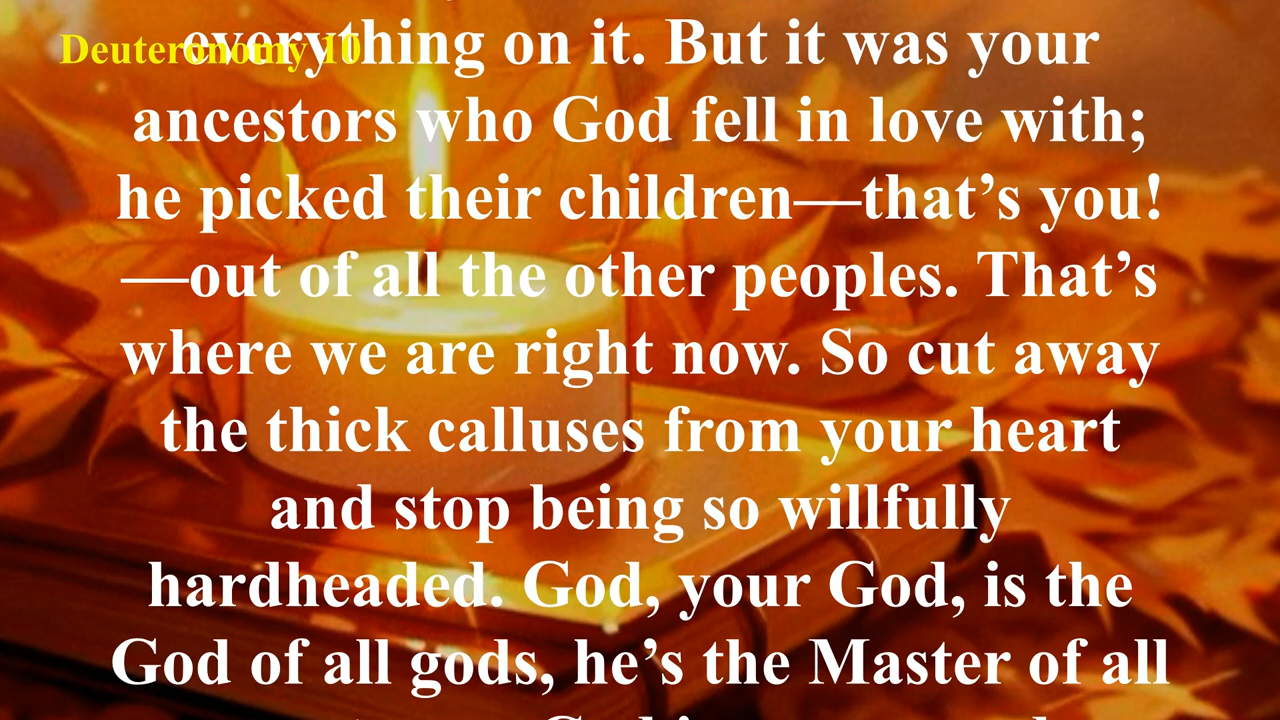 Deuteronomy 10
everything on it. But it was your
ancestors who God fell in love with;
he picked their children—that’s you!
—out of all the other peoples. That’s
where we are right now. So cut away
the thick calluses from your heart
and stop being so willfully
hardheaded. God, your God, is the
God of all gods, he’s the Master of all